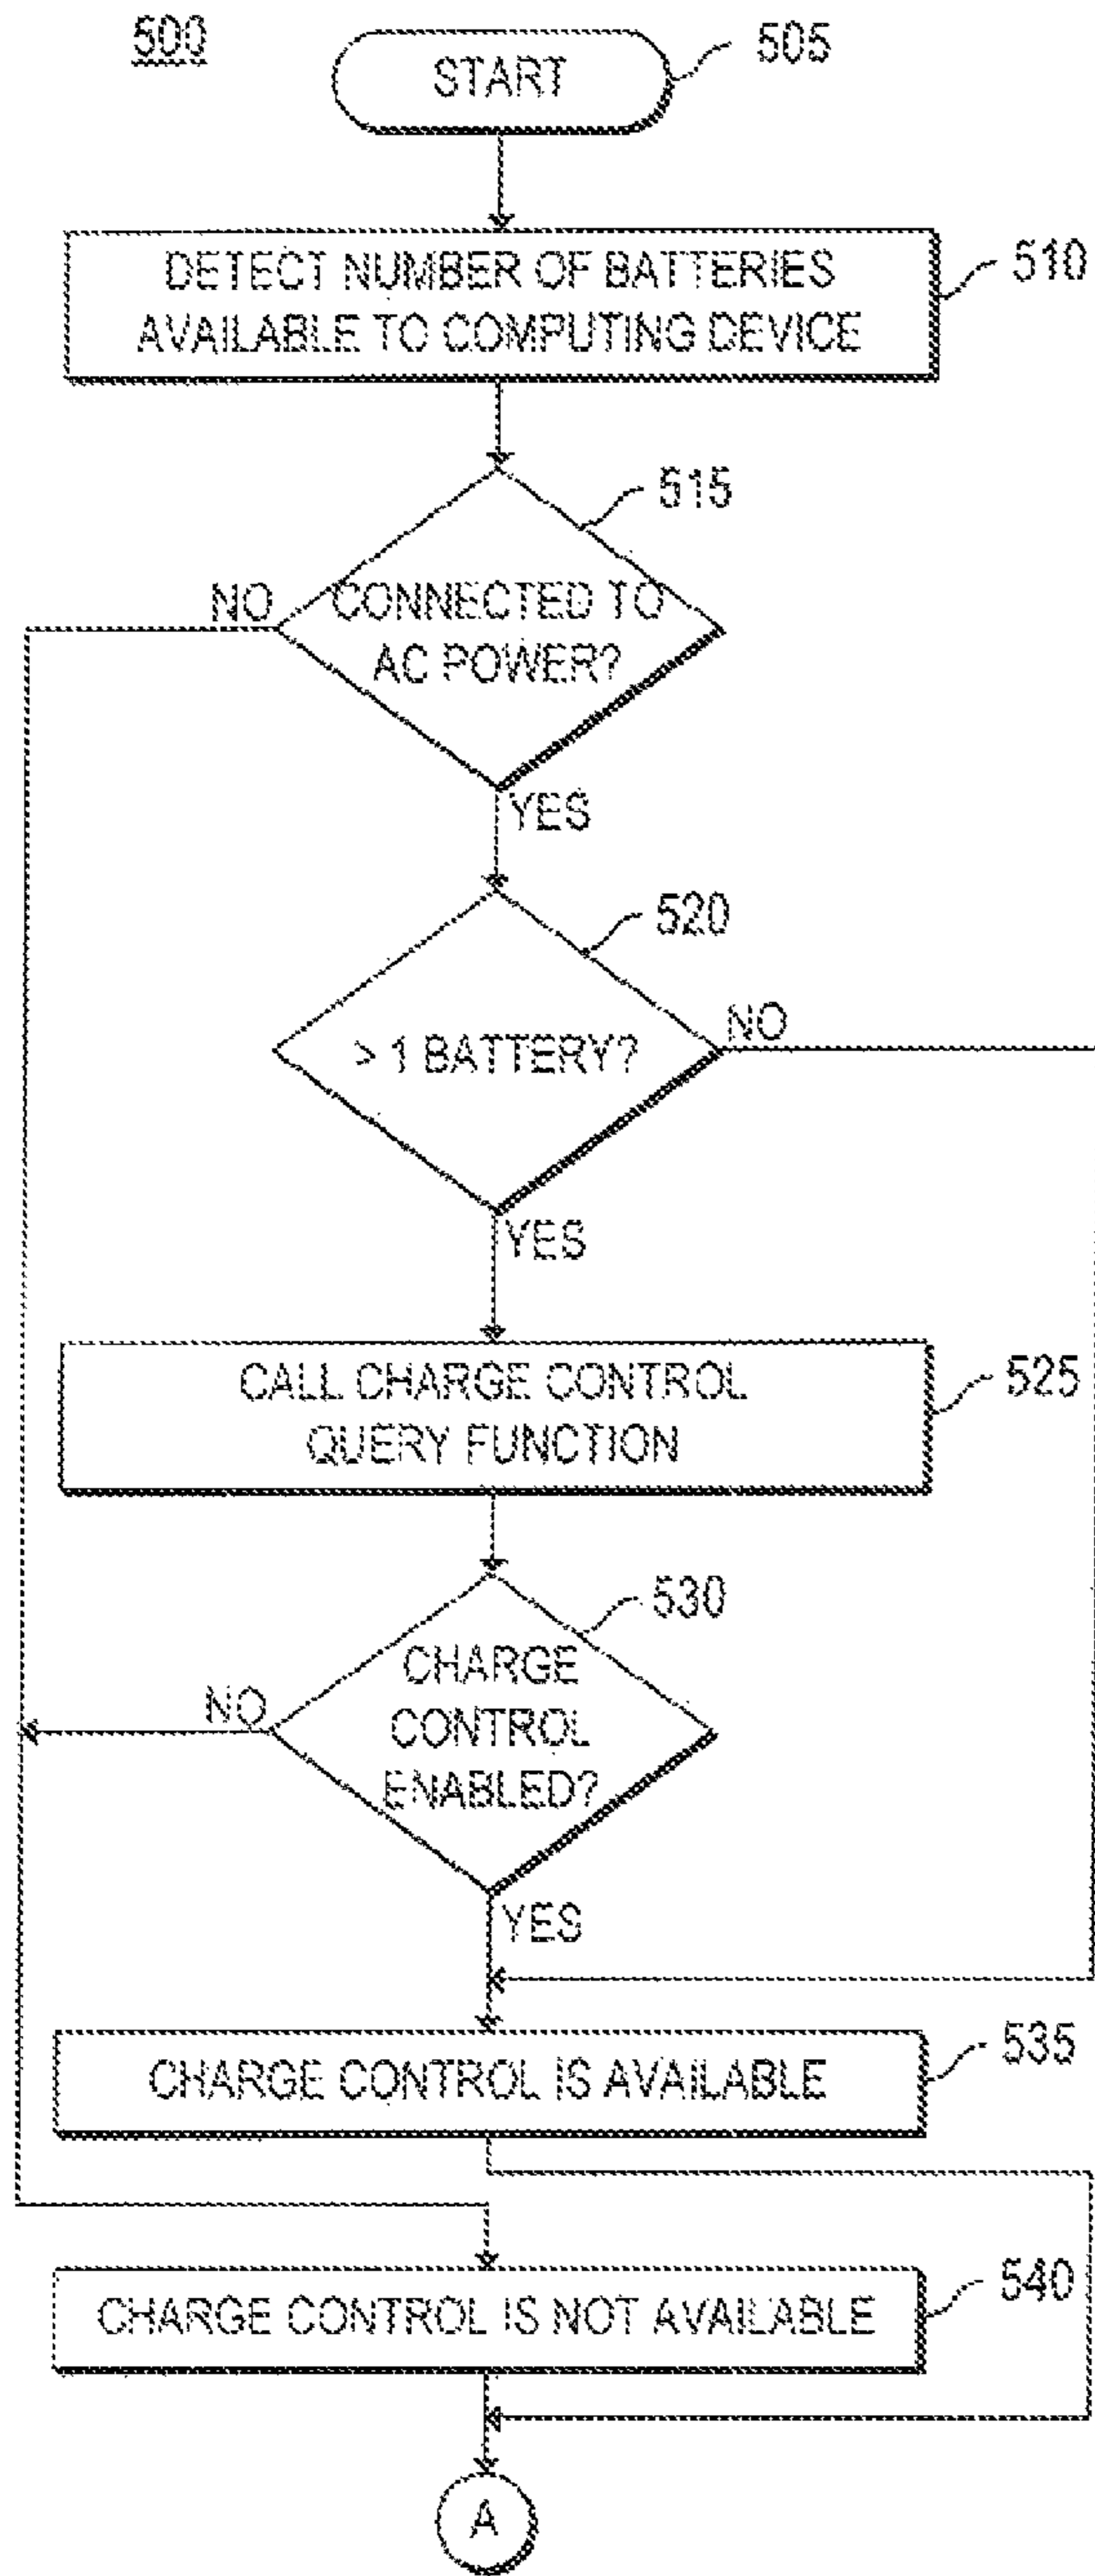 500
START
505
DETECT NUMBER OF BATTERIES
AVAILABLE TO COMPUTING DEVICE
510
515
NO
CONNECTED TO
AC POWER?
YES
520
> 1 BATTERY?
NO
YES
CALL CHARGE CONTROL
QUERY FUNCTION
525
530
CHARGE
CONTROL
ENABLED?
NO
YES
CHARGE CONTROL IS AVAILABLE
535
CHARGE CONTROL IS NOT AVAILABLE
540
A